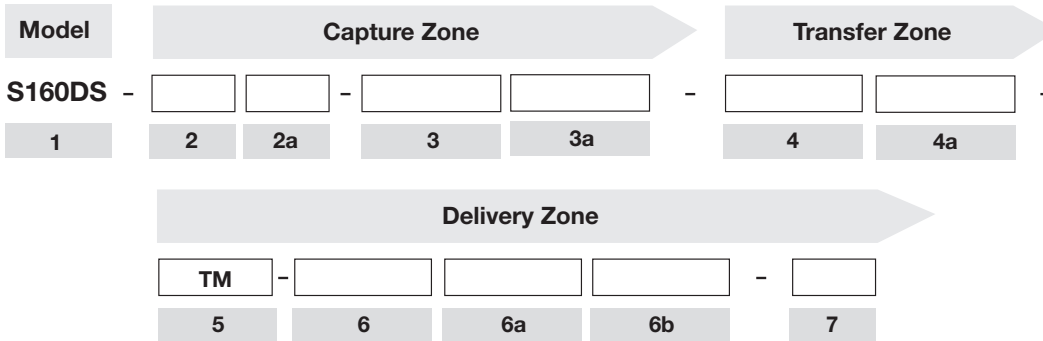 Model Capture Zone Transfer Zone
S160DS - - - -
1 2 2a 3 3a 4 4a
Delivery Zone
TM - -
5 6 6a 6b 7